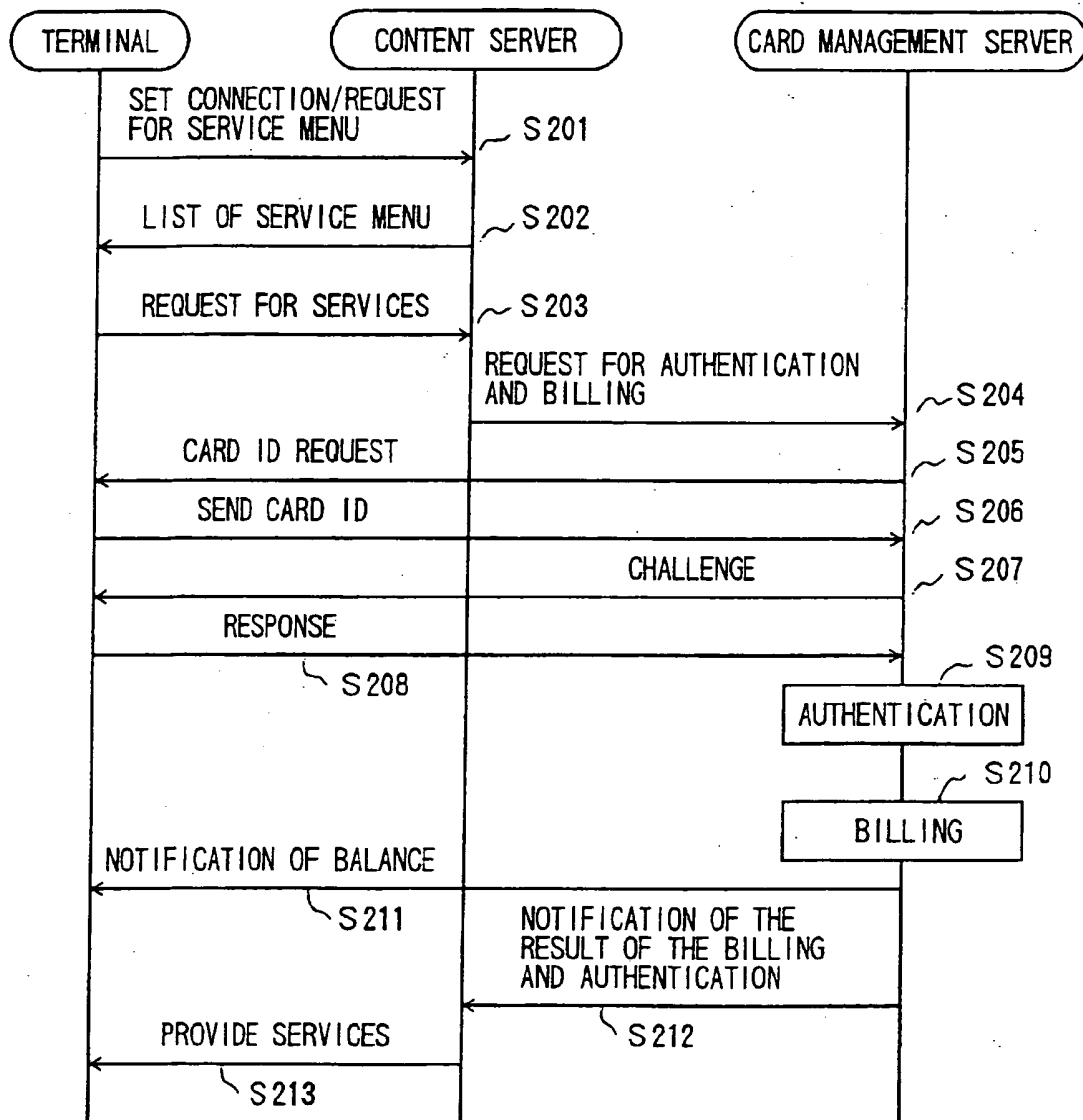 TERMINAL
CONTENT SERVER
CARD MANAGEMENT SERVER
SET CONNECTION/REQUEST
FOR SERVICE MENU
S201
LIST OF SERVICE MENU
S202
REQUEST FOR SERVICES
S203
REQUEST FOR AUTHENTICATION
AND BILLING
S204
CARD ID REQUEST
S205
SEND CARD ID
S206
CHALLENGE
S207
RESPONSE
S208
S209
AUTHENTICATION
S210
BILLING
NOTIFICATION OF BALANCE
S211
NOTIFICATION OF THE
RESULT OF THE BILLING
AND AUTHENTICATION
S212
PROVIDE SERVICES
S213